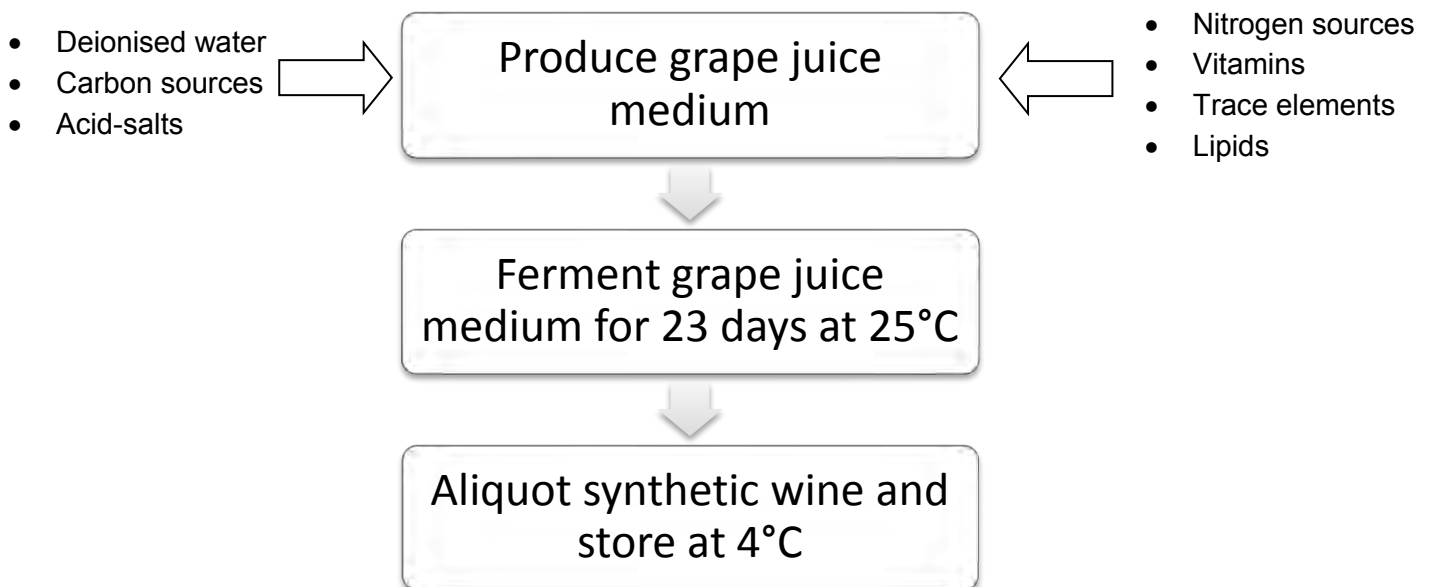 • Deionised water
• Carbon sources
• Acid-salts
Produce grape juice
medium
• Nitrogen sources
• Vitamins
• Trace elements
• Lipids
Ferment grape juice
medium for 23 days at 25°C
Aliquot synthetic wine and
store at 4°C